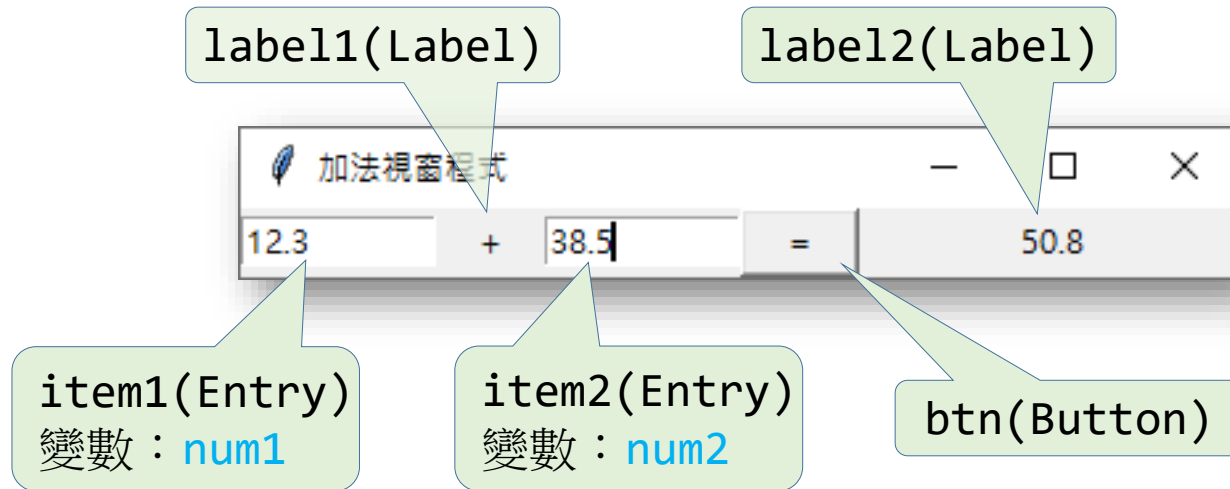 label1(Label)
label2(Label)
加法視窗程式
12.3
+
38.5
=
50.8
item1(Entry)
變數：num1
item2(Entry)
變數：num2
btn(Button)